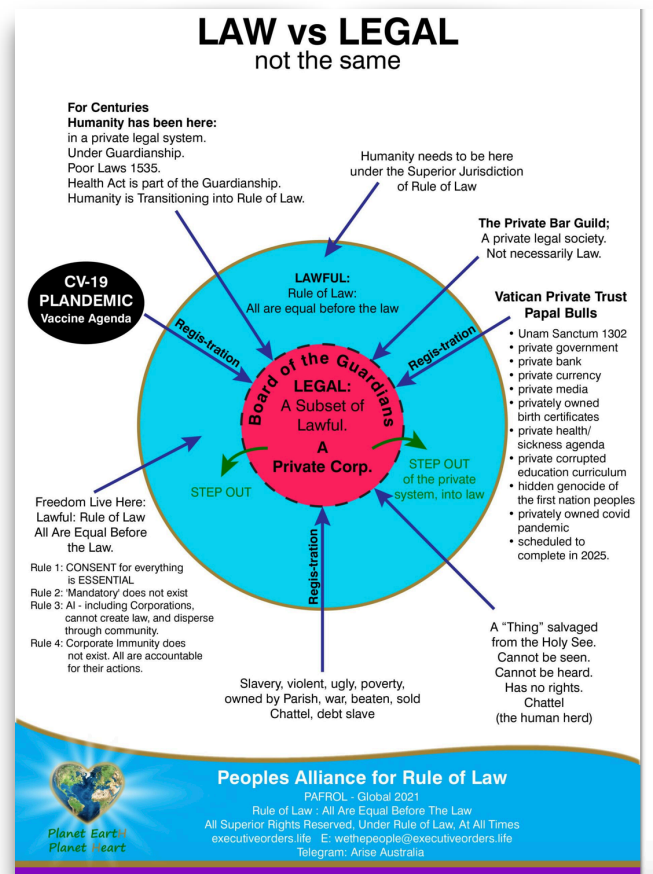 LAW vs LEGAL
not the same
For Centuries
Humanity has been here:
in a private legal system.
Under Guardianship.
Poor Laws 1535.
Health Act is part of the Guardianship.
Humanity is Transitioning into Rule of Law.
Humanity needs to be here
under the Superior Jurisdiction
of Rule of Law
The Private Bar Guild;
A private legal society.
Not necessarily Law.
CV-19
PLANDEMIC
Vaccine Agenda
LAWFUL:
Rule of Law:
All are equal before the law
Vatican Private Trust
Papal Bulls
• Unam Sanctum 1302
• private government
• private bank
• private currency
• private media
• privately owned
birth certificates
• private health/
sickness agenda
• private corrupted
education curriculum
• hidden genocide of
the first nation peoples
• privately owned covid
pandemic
• scheduled to
complete in 2025.
Regis-tration
Regis-tration
Board of the Guardians
LEGAL:
A Subset of
Lawful.
A
Private Corp.
STEP OUT
STEP OUT
of the private
system, into law
Regis-tration
Freedom Live Here:
Lawful: Rule of Law
All Are Equal Before
the Law.
Rule 1: CONSENT for everything
is ESSENTIAL
Rule 2: 'Mandatory' does not exist
Rule 3: AI - including Corporations,
cannot create law, and disperse
through community.
Rule 4: Corporate Immunity does
not exist. All are accountable
for their actions.
Slavery, violent, ugly, poverty,
owned by Parish, war, beaten, sold
Chattel, debt slave
A “Thing” salvaged
from the Holy See.
Cannot be seen.
Cannot be heard.
Has no rights.
Chattel
(the human herd)
Planet EartH
Planet Heart
Peoples Alliance for Rule of Law
PAFROL - Global 2021
Rule of Law : All Are Equal Before The Law
All Superior Rights Reserved, Under Rule of Law, At All Times
executiveorders.life E: wethepeople@executiveorders.life
Telegram: Arise Australia